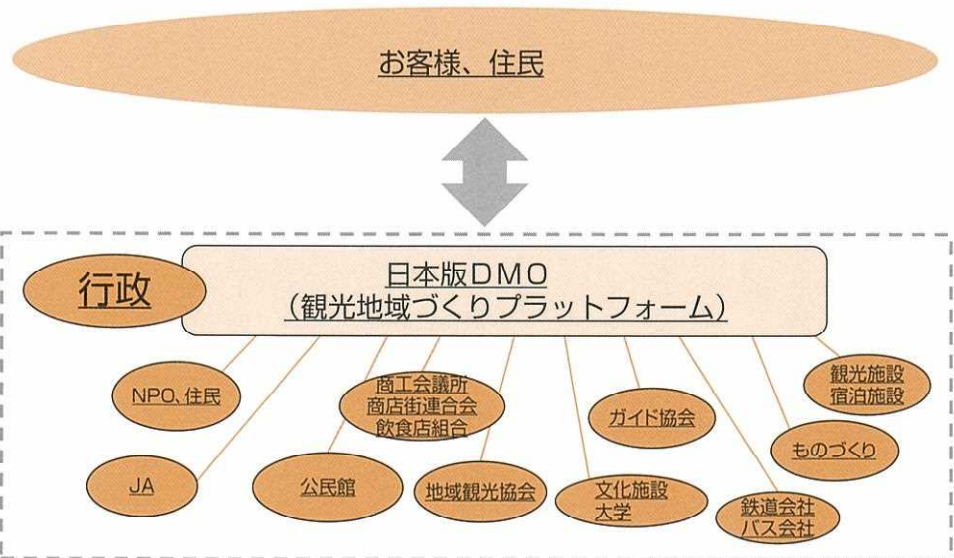 お客様、住民
行政
日本版DMO
（観光地域づくりプラットフォーム）
NPO、住民
商工会議所
商店街連合会
飲食店組合
ガイド協会
観光施設
宿泊施設
JA
公民館
地域観光協会
文化施設
大学
ものづくり
鉄道会社
バス会社